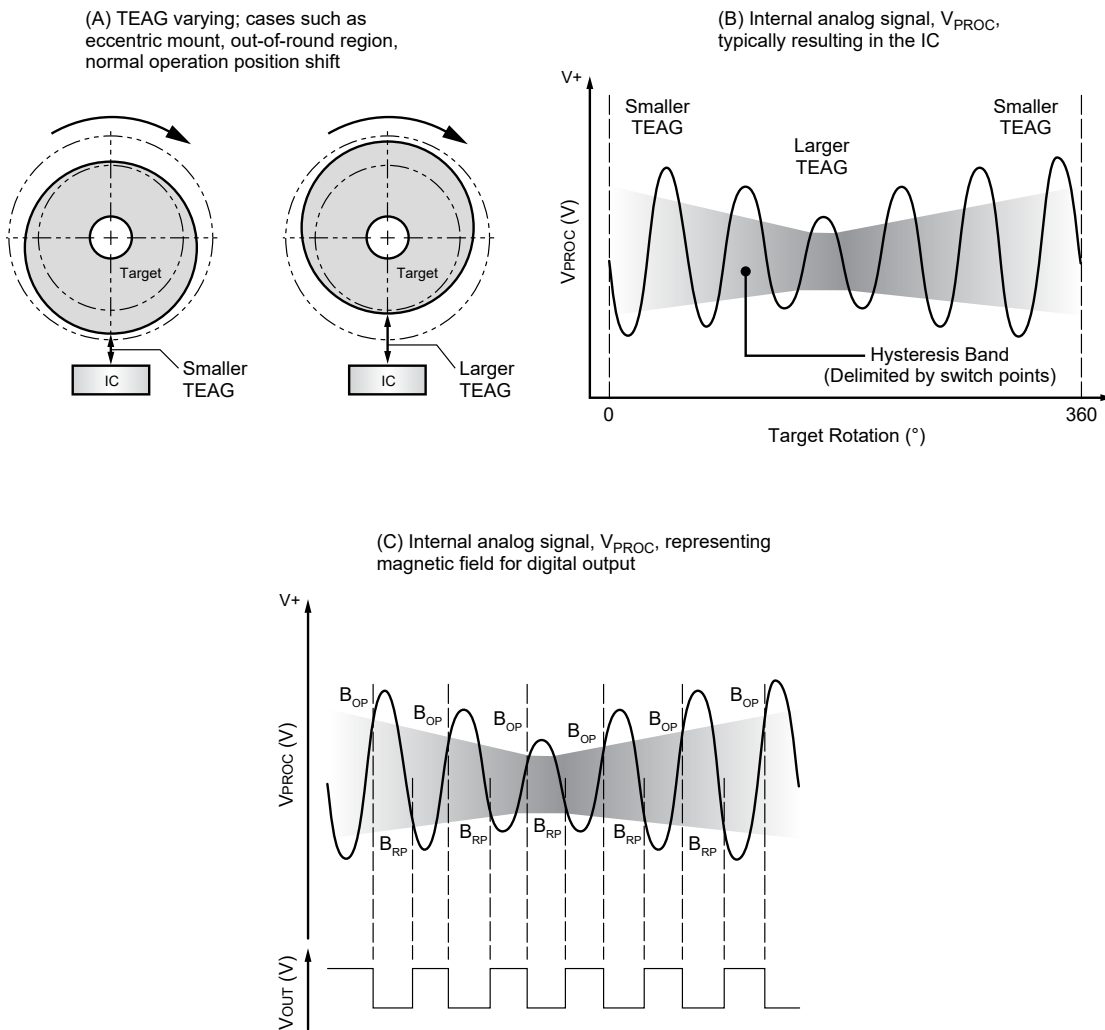 (A) TEAG varying; cases such as
eccentric mount, out-of-round region,
normal operation position shift
Target
IC
Smaller
TEAG
Target
IC
Larger
TEAG
(B) Internal analog signal, VPROC,
typically resulting in the IC
V+
Smaller
TEAG
Larger
TEAG
Smaller
TEAG
VPROC (V)
Hysteresis Band
(Delimited by switch points)
0
360
Target Rotation (°)
(C) Internal analog signal, VPROC, representing
magnetic field for digital output
V+
VPROC (V)
BOP
BOP
BOP
BOP
BOP
BOP
BRP
BRP
BRP
BRP
BRP
VOUT (V)